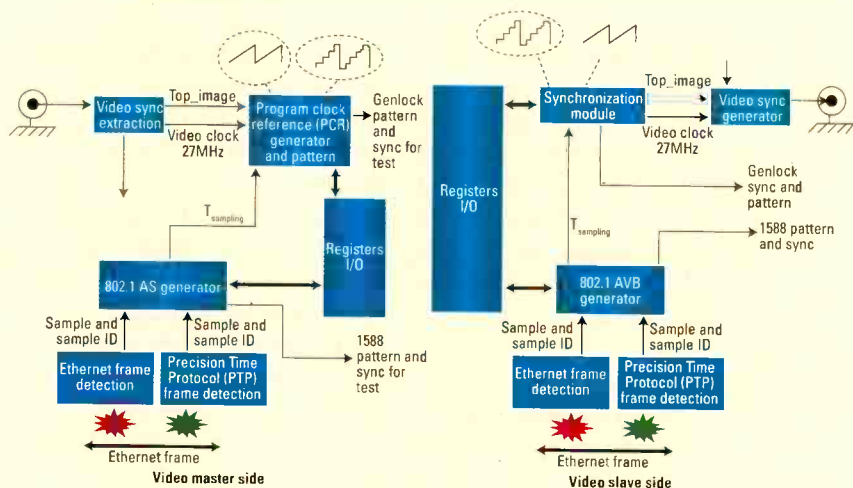 Video sync
extraction
Top_image
Video clock
27MHz
Program clock
reference (PCR)
generator
and pattern
Genlock
pattern
and
sync for
test
T sampling
Registers
I/O
802.1 AS generator
Sample and
sample ID
Sample and
sample ID
1588
pattern and
sync for
test
Ethernet frame
detection
Precision Time
Protocol (PTP)
frame detection
Ethernet frame
Video master side
Registers
I/O
Synchronization
module
Top_image
Video clock
27MHz
Video sync
generator
Genlock
sync and
pattern
T sampling
1588 pattern
and sync
802.1 AVB
generator
Sample and
sample ID
Sample and
sample ID
Ethernet frame
detection
Precision Time
Protocol (PTP)
frame detection
Ethernet frame
Video slave side